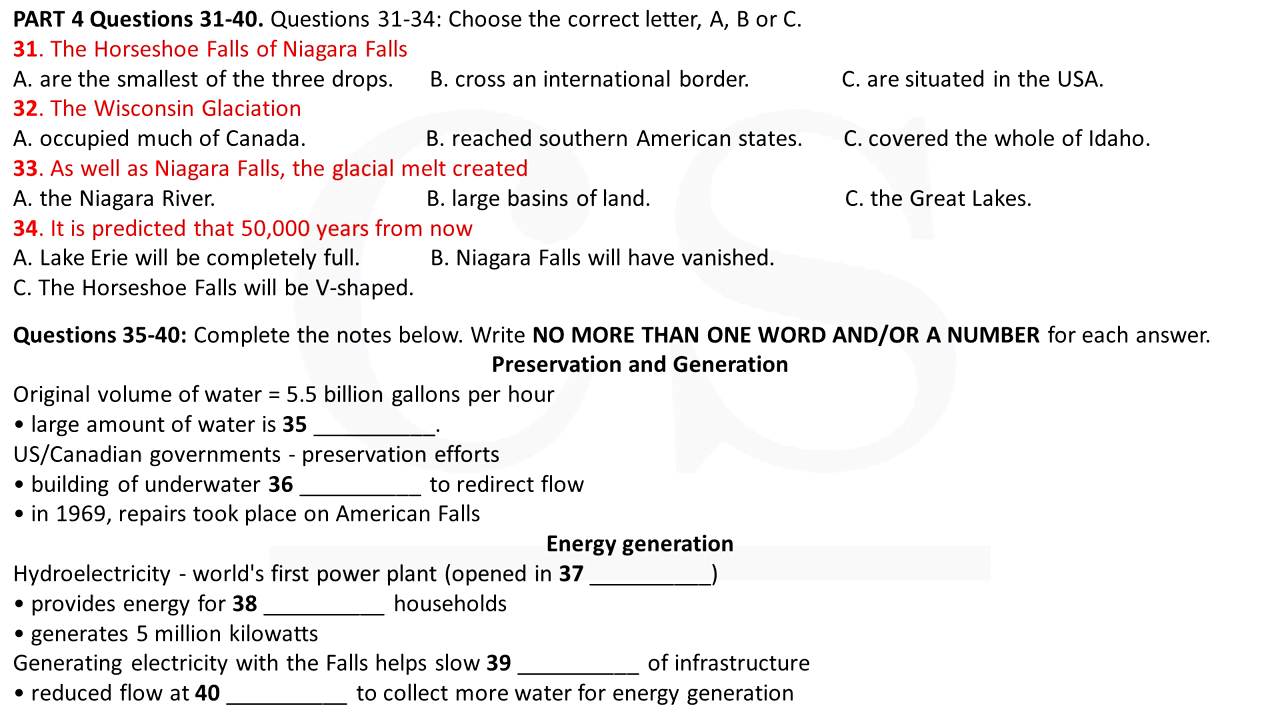 PART 4 Questions 31-40. Questions 31-34: Choose the correct letter, A, B or C.
31. The Horseshoe Falls of Niagara Falls
A. are the smallest of the three drops. B. cross an international border. C. are situated in the USA.
32. The Wisconsin Glaciation
A. occupied much of Canada. B. reached southern American states. C. covered the whole of Idaho.
33. As well as Niagara Falls, the glacial melt created
A. the Niagara River. B. large basins of land. C. the Great Lakes.
34. It is predicted that 50,000 years from now
A. Lake Erie will be completely full. B. Niagara Falls will have vanished.
C. The Horseshoe Falls will be V-shaped.
Questions 35-40: Complete the notes below. Write NO MORE THAN ONE WORD AND/OR A NUMBER for each answer.
Preservation and Generation
Original volume of water = 5.5 billion gallons per hour
• large amount of water is 35 __________.
US/Canadian governments - preservation efforts
• building of underwater 36 __________ to redirect flow
• in 1969, repairs took place on American Falls
Energy generation
Hydroelectricity - world's first power plant (opened in 37 __________)
• provides energy for 38 __________ households
• generates 5 million kilowatts
Generating electricity with the Falls helps slow 39 __________ of infrastructure
• reduced flow at 40 __________ to collect more water for energy generation
CS